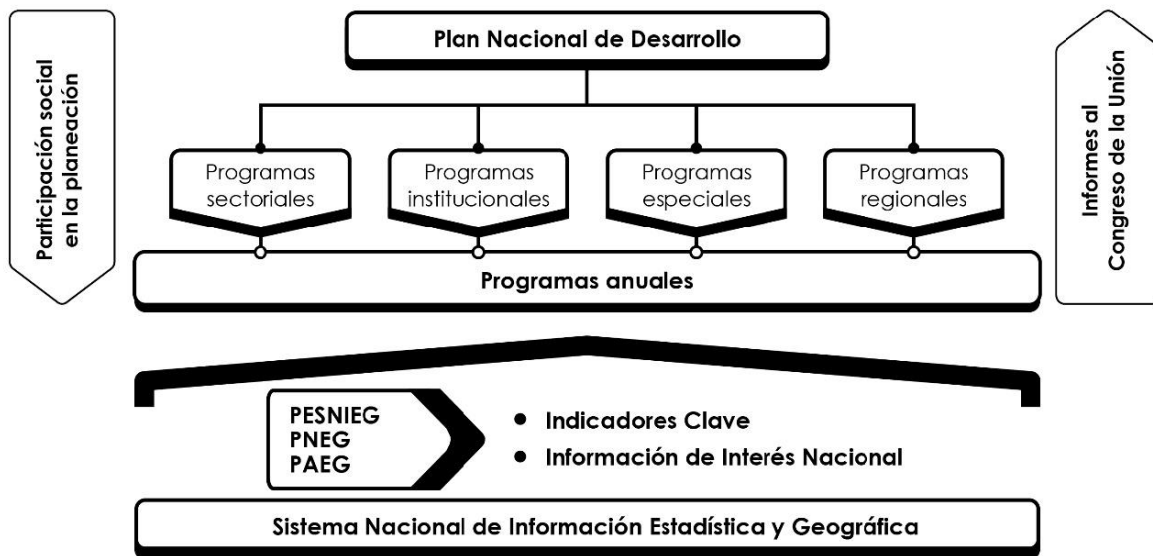 Plan Nacional de Desarrollo
Participación social
en la planeación
Informes al
Congreso de la Unión
Programas
sectoriales
Programas
institucionales
Programas
especiales
Programas
regionales
Programas anuales
PESNIEG
PNEG
PAEG
Indicadores Clave
Información de Interés Nacional
Sistema Nacional de Información Estadística y Geográfica